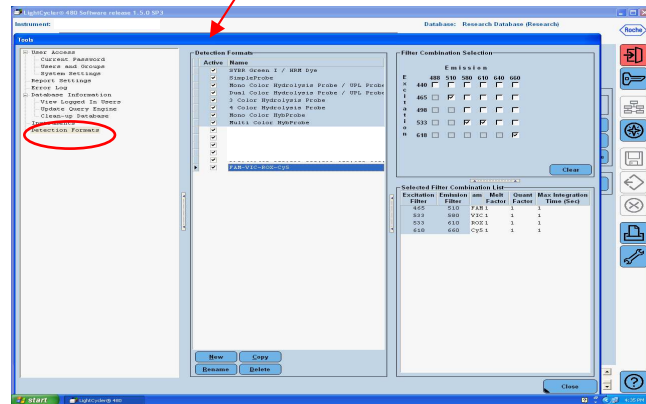 LightCycler® 480 Software release 1.5.0 SP3
Instrument:
Database: Research Database (Research)
Roche
Tools
User Access
Current Password
Users and Groups
System Settings
Report Settings
Error Log
Database Information
View Logged In Users
Update Query Engine
Clean-up Database
Instruments
Detection Formats
Detection Formats
Active Name
SYBR Green I / HRM Dye
SimpleProbe
Mono Color Hydrolysis Probe / UPL Probe
Dual Color Hydrolysis Probe / UPL Probe
3 Color Hydrolysis Probe
4 Color Hydrolysis Probe
Mono Color HybProbe
Multi Color HybProbe
FAM-VIC-ROX-Cy5
New
Copy
Rename
Delete
Filter Combination Selection
Emission
488 510 580 610 640 660
Excitation
440
465
498
533
618
Clear
Selected Filter Combination List
Excitation Filter Emission Filter am Melt Factor Quant Factor Max Integration Time (Sec)
465 510 FAM 1 1 1
533 580 VIC 1 1 1
533 610 ROX 1 1 1
618 660 Cy5 1 1 1
Close
start
LightCycler® 480
4:35 PM